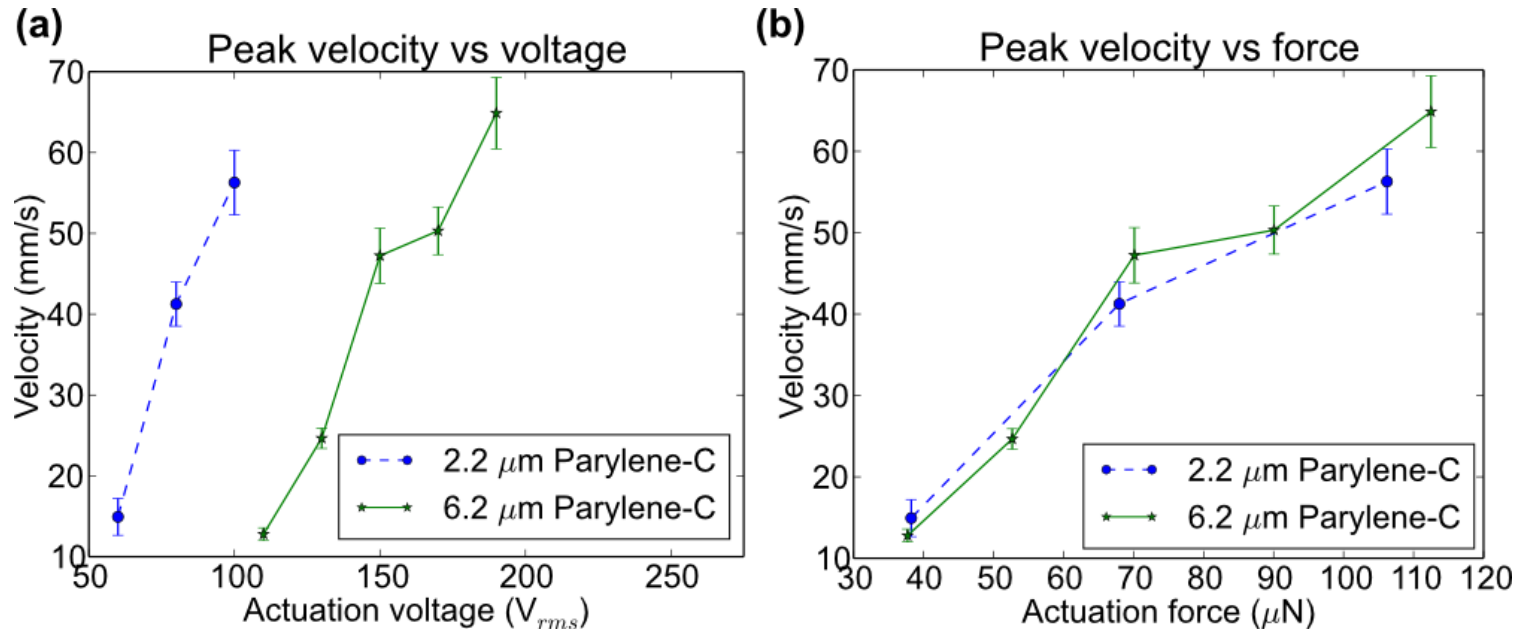 (a)
Peak velocity vs voltage
70
60
50
40
30
20
10
Velocity (mm/s)
2.2 μm Parylene-C
6.2 μm Parylene-C
50 100 150 200 250
Actuation voltage (Vrms)
(b)
Peak velocity vs force
70
60
50
40
30
20
10
Velocity (mm/s)
2.2 μm Parylene-C
6.2 μm Parylene-C
30 40 50 60 70 80 90 100 110 120
Actuation force (μN)